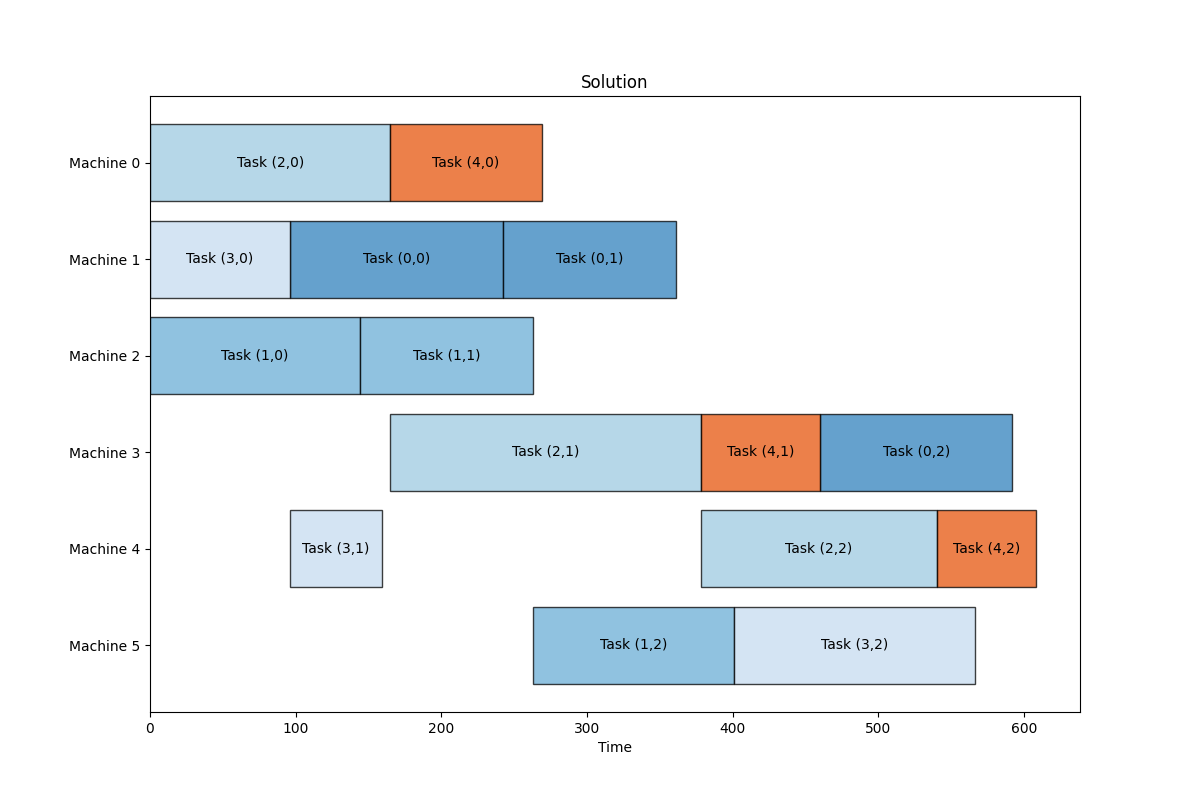 Solution
Machine 0
Task (2,0)
Task (4,0)
Machine 1
Task (3,0)
Task (0,0)
Task (0,1)
Machine 2
Task (1,0)
Task (1,1)
Machine 3
Task (2,1)
Task (4,1)
Task (0,2)
Machine 4
Task (3,1)
Task (2,2)
Task (4,2)
Machine 5
Task (1,2)
Task (3,2)
0 100 200 300 400 500 600
Time